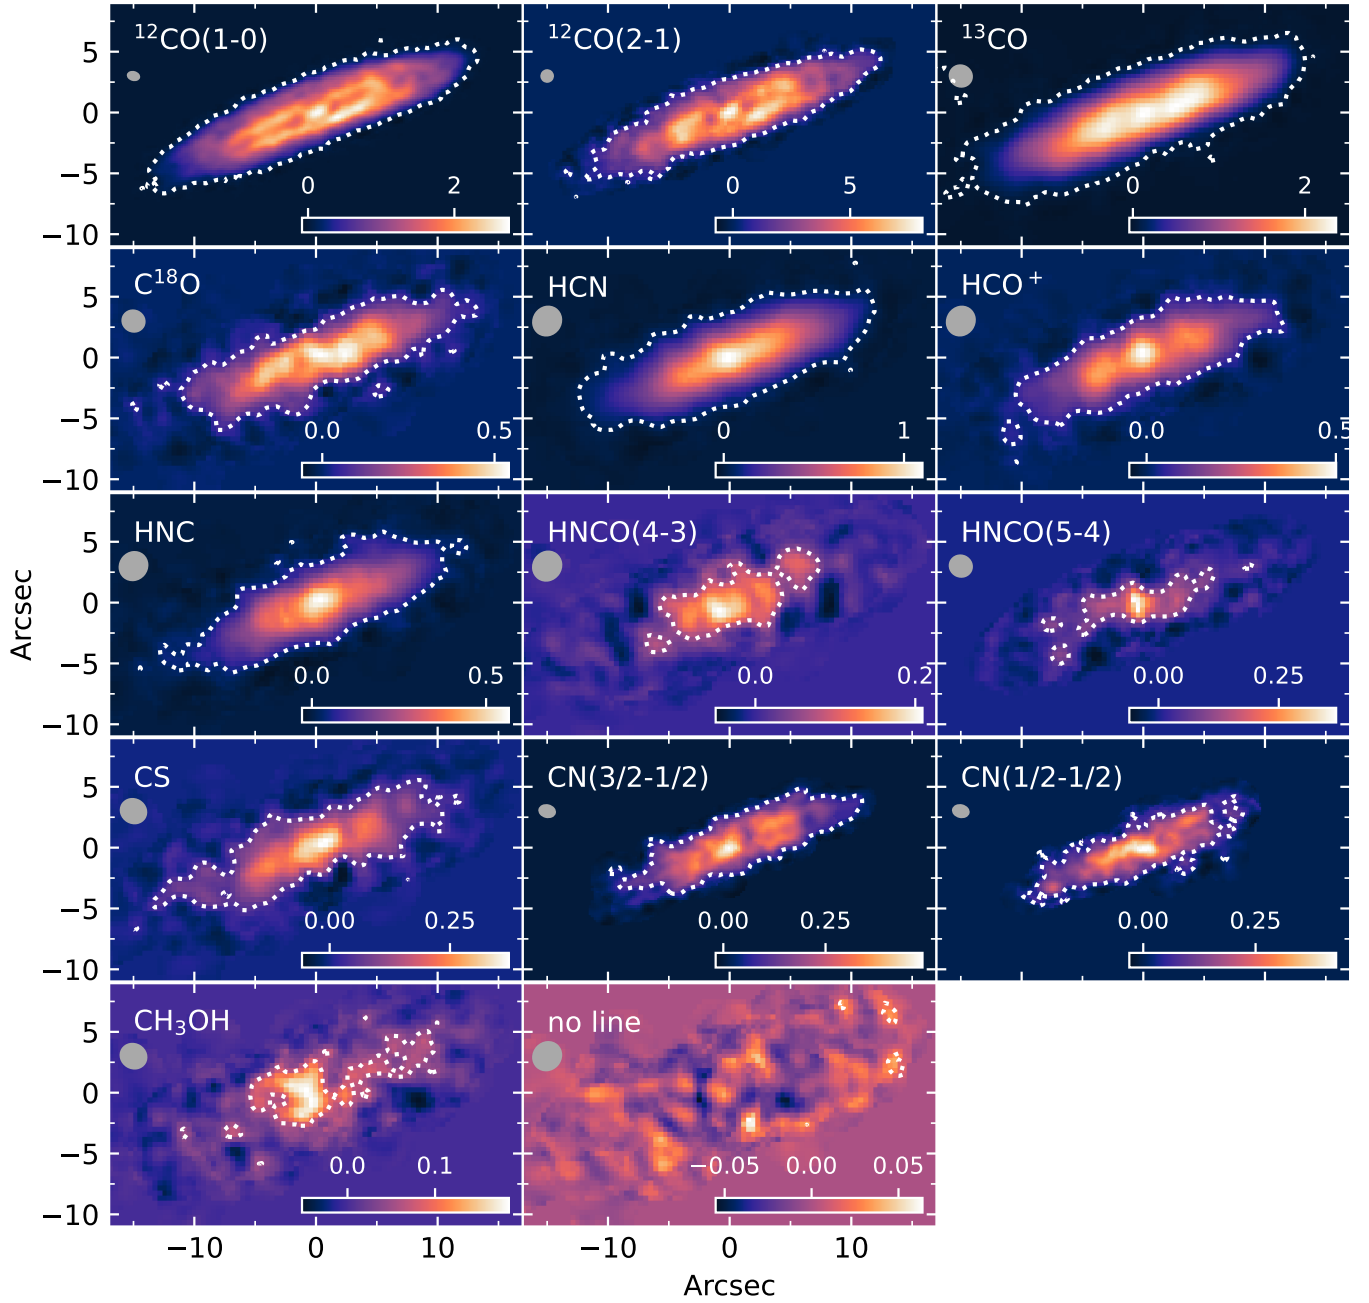 ¹²CO(1-0)
¹²CO(2-1)
¹³CO
5
0
−5
−10
0 2
0 5
0 2
C¹⁸O
HCN
HCO⁺
5
0
−5
−10
0.0 0.5
0 1
0.0 0.5
HNC
HNCO(4-3)
HNCO(5-4)
5
0
−5
−10
0.0 0.5
0.0 0.2
0.00 0.25
Arcsec
CS
CN(3/2-1/2)
CN(1/2-1/2)
5
0
−5
−10
0.00 0.25
0.00 0.25
0.00 0.25
CH₃OH
no line
5
0
−5
−10
0.0 0.1
−0.05 0.00 0.05
−10 0 10
−10 0 10
Arcsec